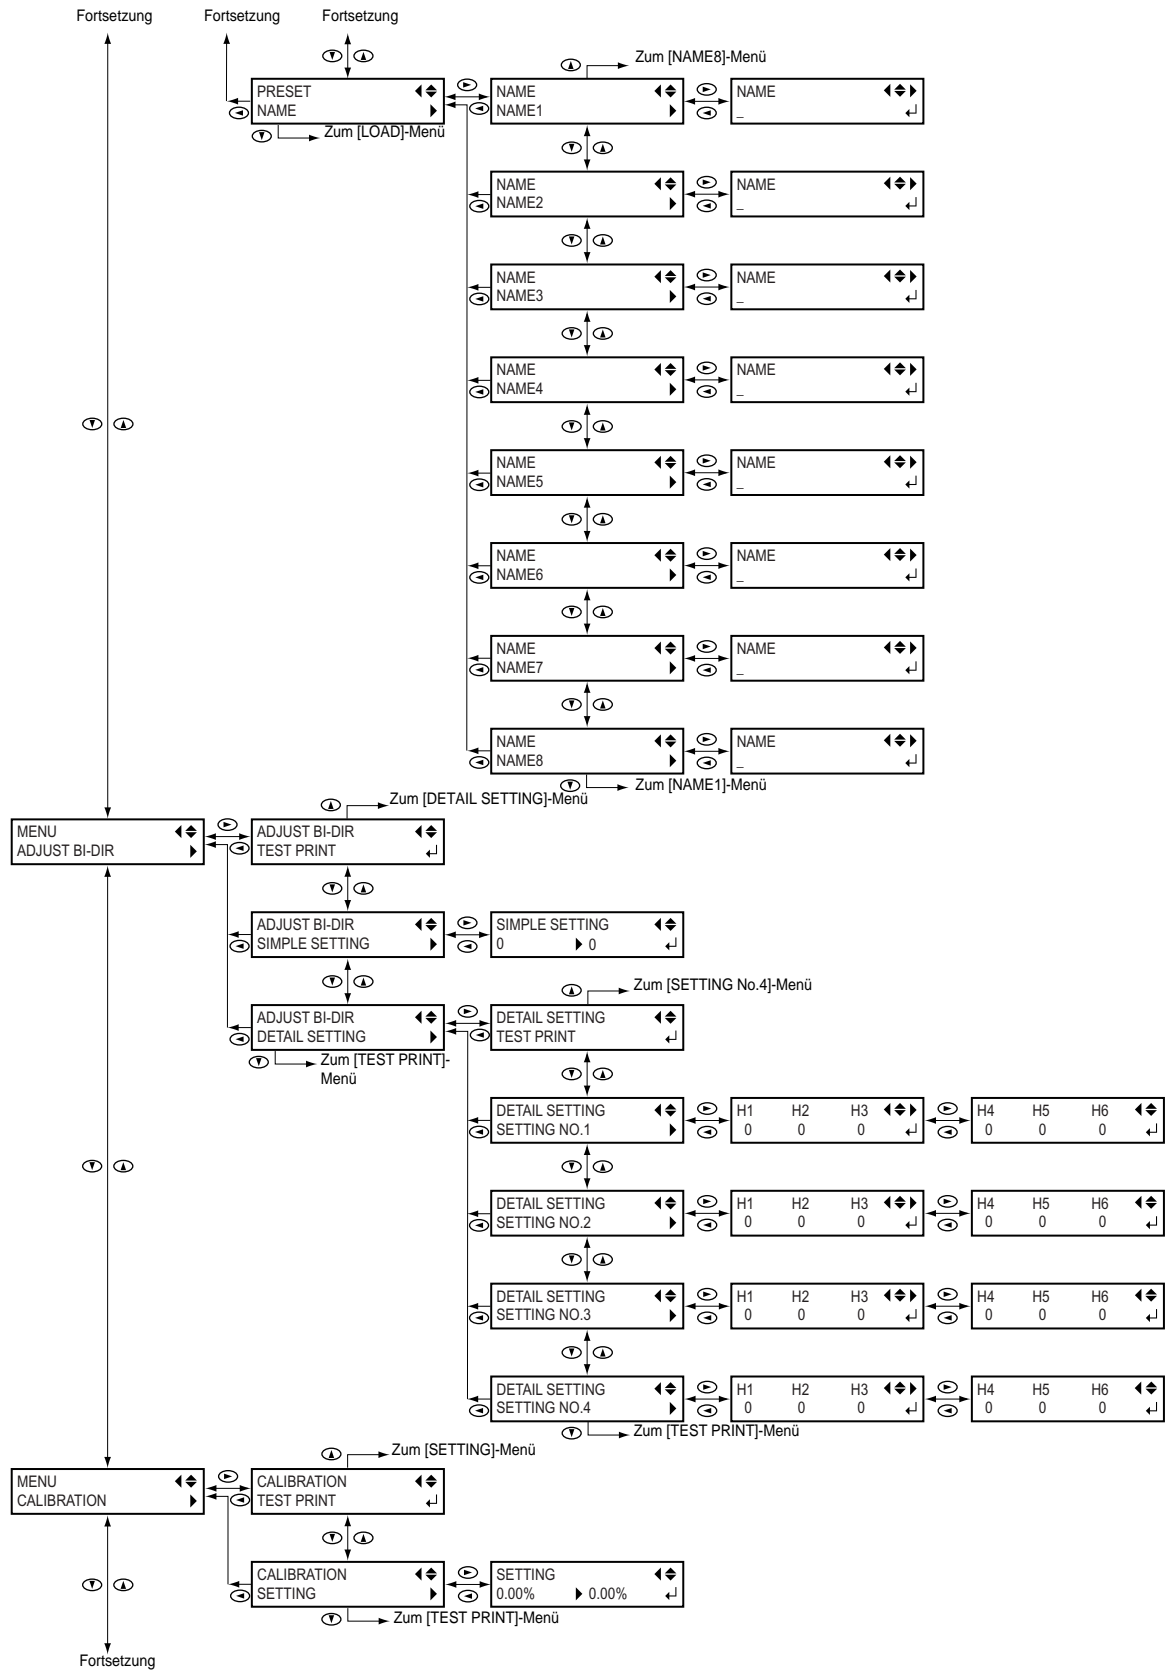 Fortsetzung Fortsetzung Fortsetzung
Zum [NAME8]-Menü
PRESET
NAME
Zum [LOAD]-Menü
NAME
NAME1
NAME
_
NAME
NAME2
NAME
_
NAME
NAME3
NAME
_
NAME
NAME4
NAME
_
NAME
NAME5
NAME
_
NAME
NAME6
NAME
_
NAME
NAME7
NAME
_
NAME
NAME8
NAME
_
Zum [NAME1]-Menü
Zum [DETAIL SETTING]-Menü
MENU
ADJUST BI-DIR
ADJUST BI-DIR
TEST PRINT
ADJUST BI-DIR
SIMPLE SETTING
SIMPLE SETTING
0 0
Zum [SETTING No.4]-Menü
ADJUST BI-DIR
DETAIL SETTING
Zum [TEST PRINT]-
Menü
DETAIL SETTING
TEST PRINT
DETAIL SETTING
SETTING NO.1
H1 H2 H3
0 0 0
H4 H5 H6
0 0 0
DETAIL SETTING
SETTING NO.2
H1 H2 H3
0 0 0
H4 H5 H6
0 0 0
DETAIL SETTING
SETTING NO.3
H1 H2 H3
0 0 0
H4 H5 H6
0 0 0
DETAIL SETTING
SETTING NO.4
H1 H2 H3
0 0 0
H4 H5 H6
0 0 0
Zum [TEST PRINT]-Menü
Zum [SETTING]-Menü
MENU
CALIBRATION
CALIBRATION
TEST PRINT
CALIBRATION
SETTING
SETTING
0.00% 0.00%
Zum [TEST PRINT]-Menü
Fortsetzung